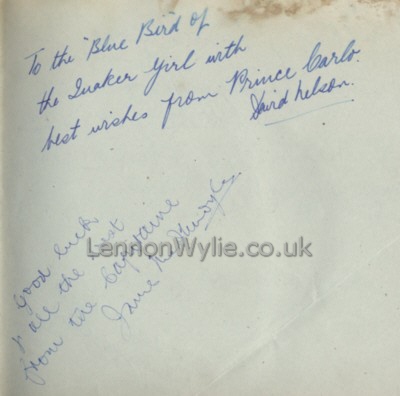 To the "Blue Bird" of
the Quaker Girl with
best wishes from Prince Carlo.
David Nelson.
Good luck
& all the best
from the Capitaine
LennonWylie.co.uk